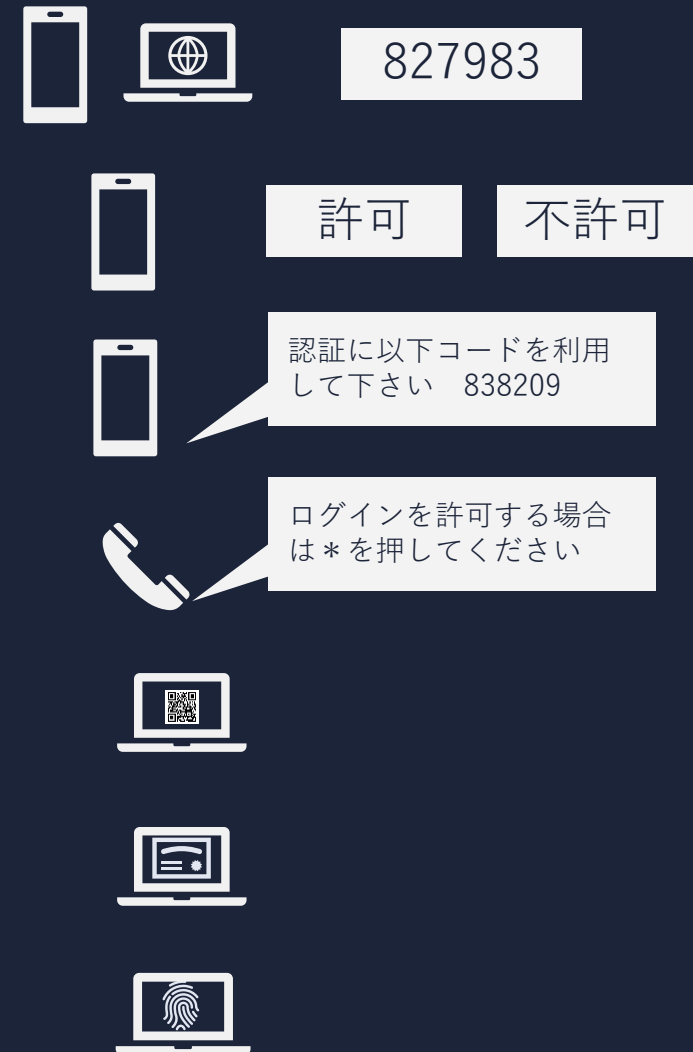 827983
許可
不許可
認証に以下コードを利用
して下さい　838209
ログインを許可する場合
は＊を押してください